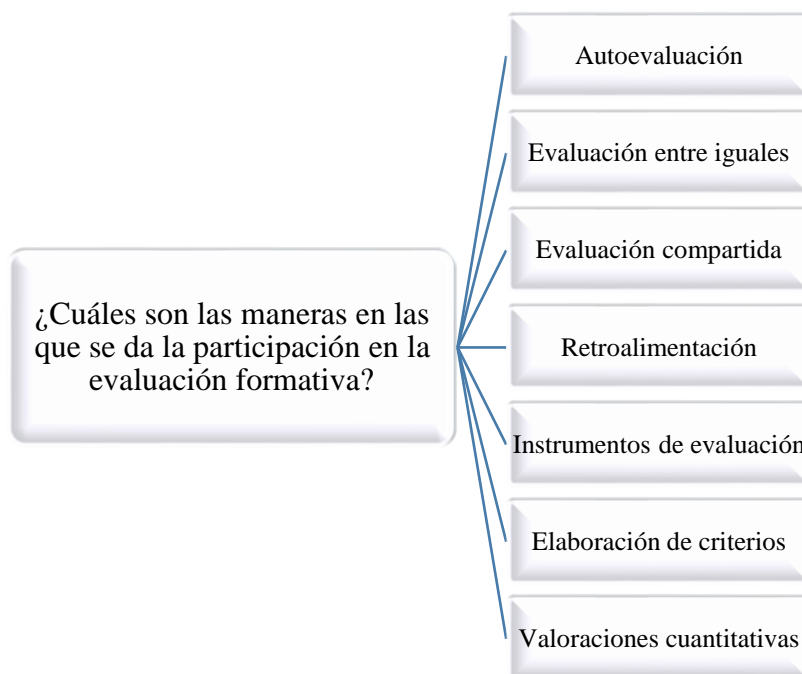 Autoevaluación
Evaluación entre iguales
Evaluación compartida
¿Cuáles son las maneras en las
que se da la participación en la
evaluación formativa?
Retroalimentación
Instrumentos de evaluación
Elaboración de criterios
Valoraciones cuantitativas